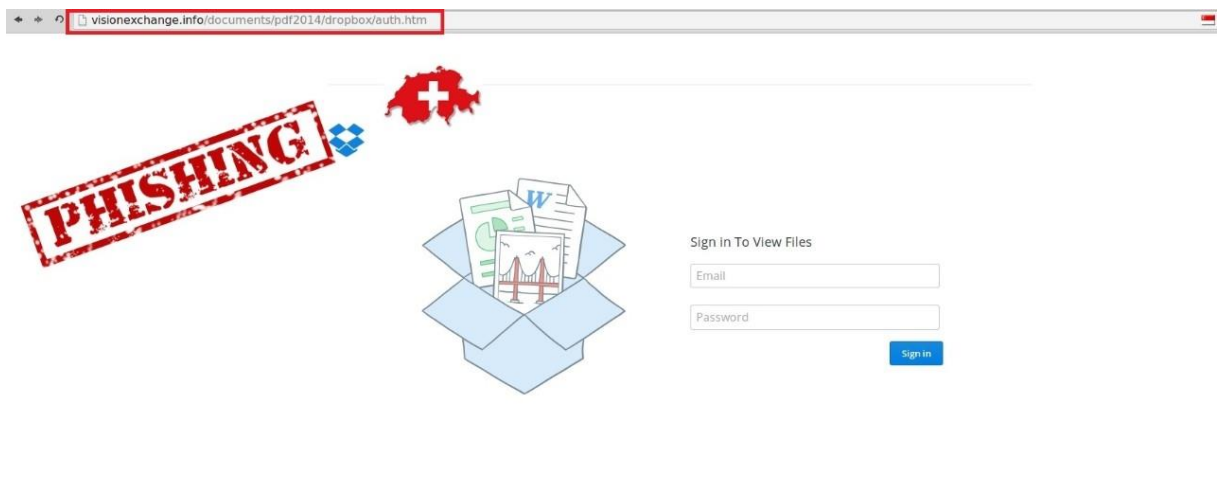 visionexchange.info/documents/pdf2014/dropbox/auth.htm
PHISHING
W
Sign in To View Files
Email
Password
Sign in